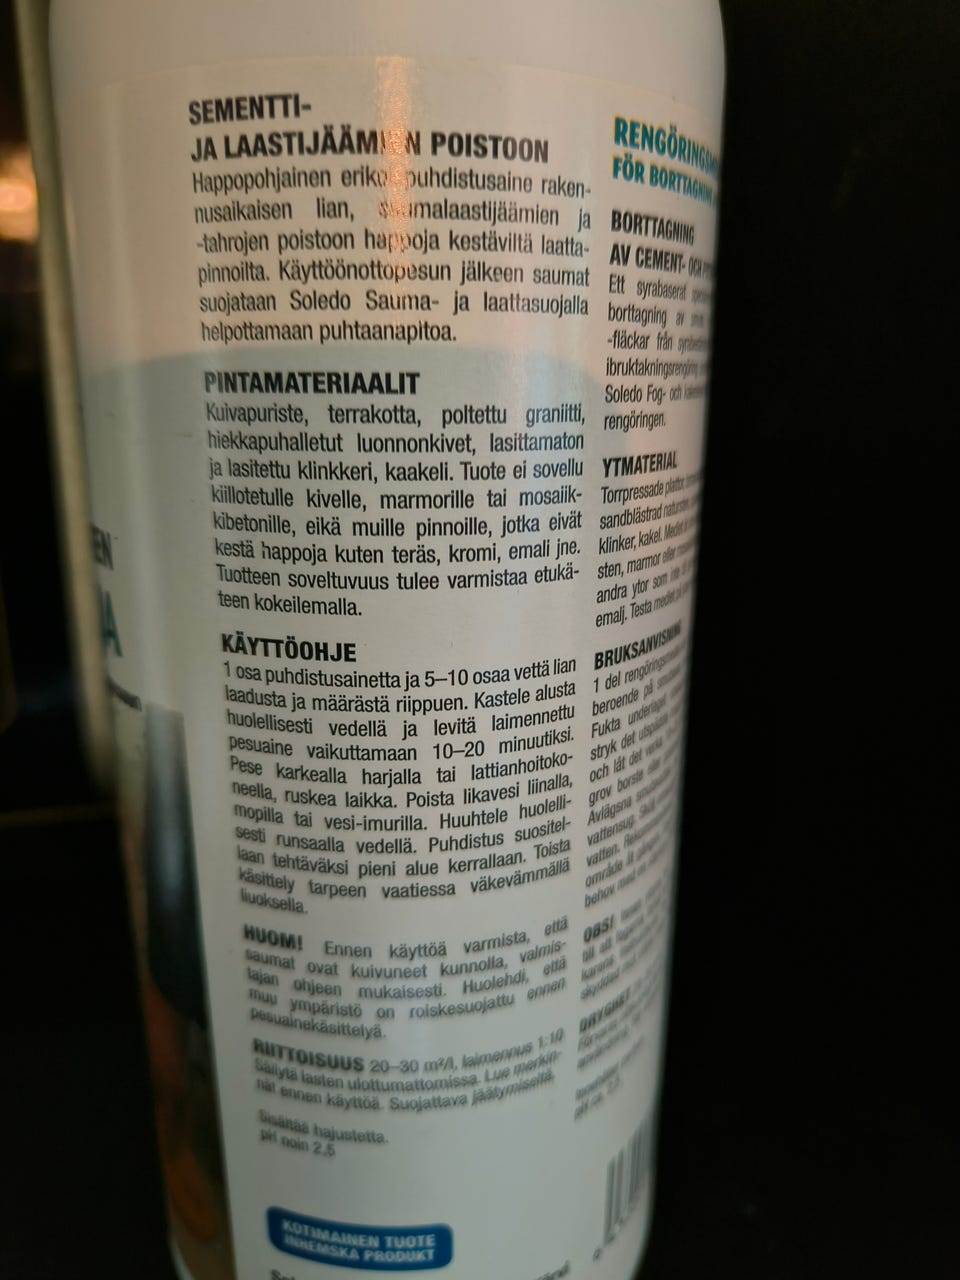 SEMENTTI-
JA LAASTIJÄÄMIEN POISTOON
Happopohjainen erikoispuhdistusaine raken-
nusaikaisen lian, saumalaastijäämien ja
-tahrojen poistoon happoja kestäviltä laatta-
pinnoilta. Käyttöönottopesun jälkeen saumat
suojataan Soledo Sauma- ja laattasuojalla
helpottamaan puhtaanapitoa.
PINTAMATERIAALIT
Kuivapuriste, terrakotta, poltettu graniitti,
hiekkapuhalletut luonnonkivet, lasittamaton
ja lasitettu klinkkeri, kaakeli. Tuote ei sovellu
kiillotetulle kivelle, marmorille tai mosaiik-
kibetonille, eikä muille pinnoille, jotka eivät
kestä happoja kuten teräs, kromi, emali jne.
Tuotteen soveltuvuus tulee varmistaa etukä-
teen kokeilemalla.
KÄYTTÖOHJE
1 osa puhdistusainetta ja 5–10 osaa vettä lian
laadusta ja määrästä riippuen. Kastele alusta
huolellisesti vedellä ja levitä laimennettu
pesuaine vaikuttamaan 10–20 minuutiksi.
Pese karkealla harjalla tai lattianhoitoko-
neella, ruskea laikka. Poista likavesi liinalla,
mopilla tai vesi-imurilla. Huuhtele huolelli-
sesti runsaalla vedellä. Puhdistus suositel-
laan tehtäväksi pieni alue kerrallaan. Toista
käsittely tarpeen vaatiessa väkevämmällä
liuoksella.
HUOM! Ennen käyttöä varmista, että
saumat ovat kuivuneet kunnolla, valmis-
tajan ohjeen mukaisesti. Huolehdi, että
muu ympäristö on roiskesuojattu ennen
pesuainekäsittelyä.
RIITTOISUUS 20–30 m²/l, laimennus 1:10
Säilytä lasten ulottumattomissa. Lue merkin-
nät ennen käyttöä. Suojattava jäätymiseltä.
Sisältää hajustetta.
pH noin 2,5
KOTIMAINEN TUOTE
INHEMSKA PRODUKT
FÖR BORTTAGNING
BORTTAGNING
AV CEMENT- OCH
Ett syrabaserat
borttagning av
-fläckar från
ibruktakningsrengöring
Soledo Fog- och
rengöringen.
YTMATERIAL
Torrpressade plattor,
sandblästrad
klinker, kakel. Medlet
sten, marmor eller
andra ytor som
emalj. Testa medlet
BRUKSANVISNING
1 del
beroende på
Fukta underlaget
stryk det
och låt det
grov borste
Avlägsna
vattensug.
vatten.
område
behov med
OBS!